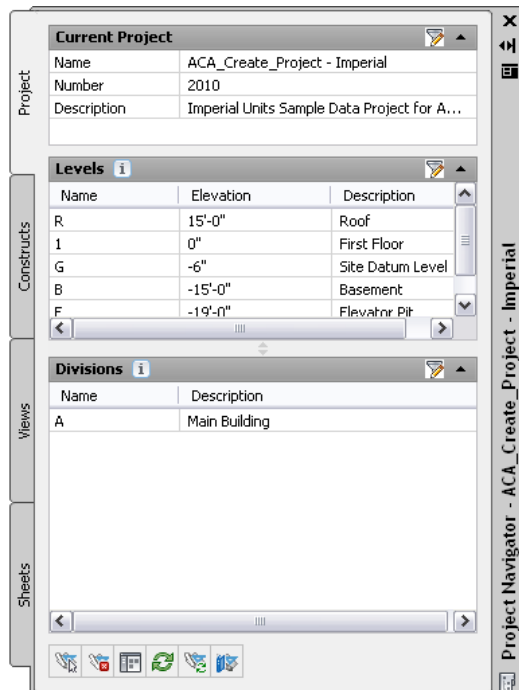 Current Project
Name ACA_Create_Project - Imperial
Number 2010
Description Imperial Units Sample Data Project for A...
Levels i
Name Elevation Description
R 15'-0" Roof
1 0" First Floor
G -6" Site Datum Level
B -15'-0" Basement
E -19'-0" Elevator Pit
Divisions i
Name Description
A Main Building
Project
Constructs
Views
Sheets
Project Navigator - ACA_Create_Project - Imperial